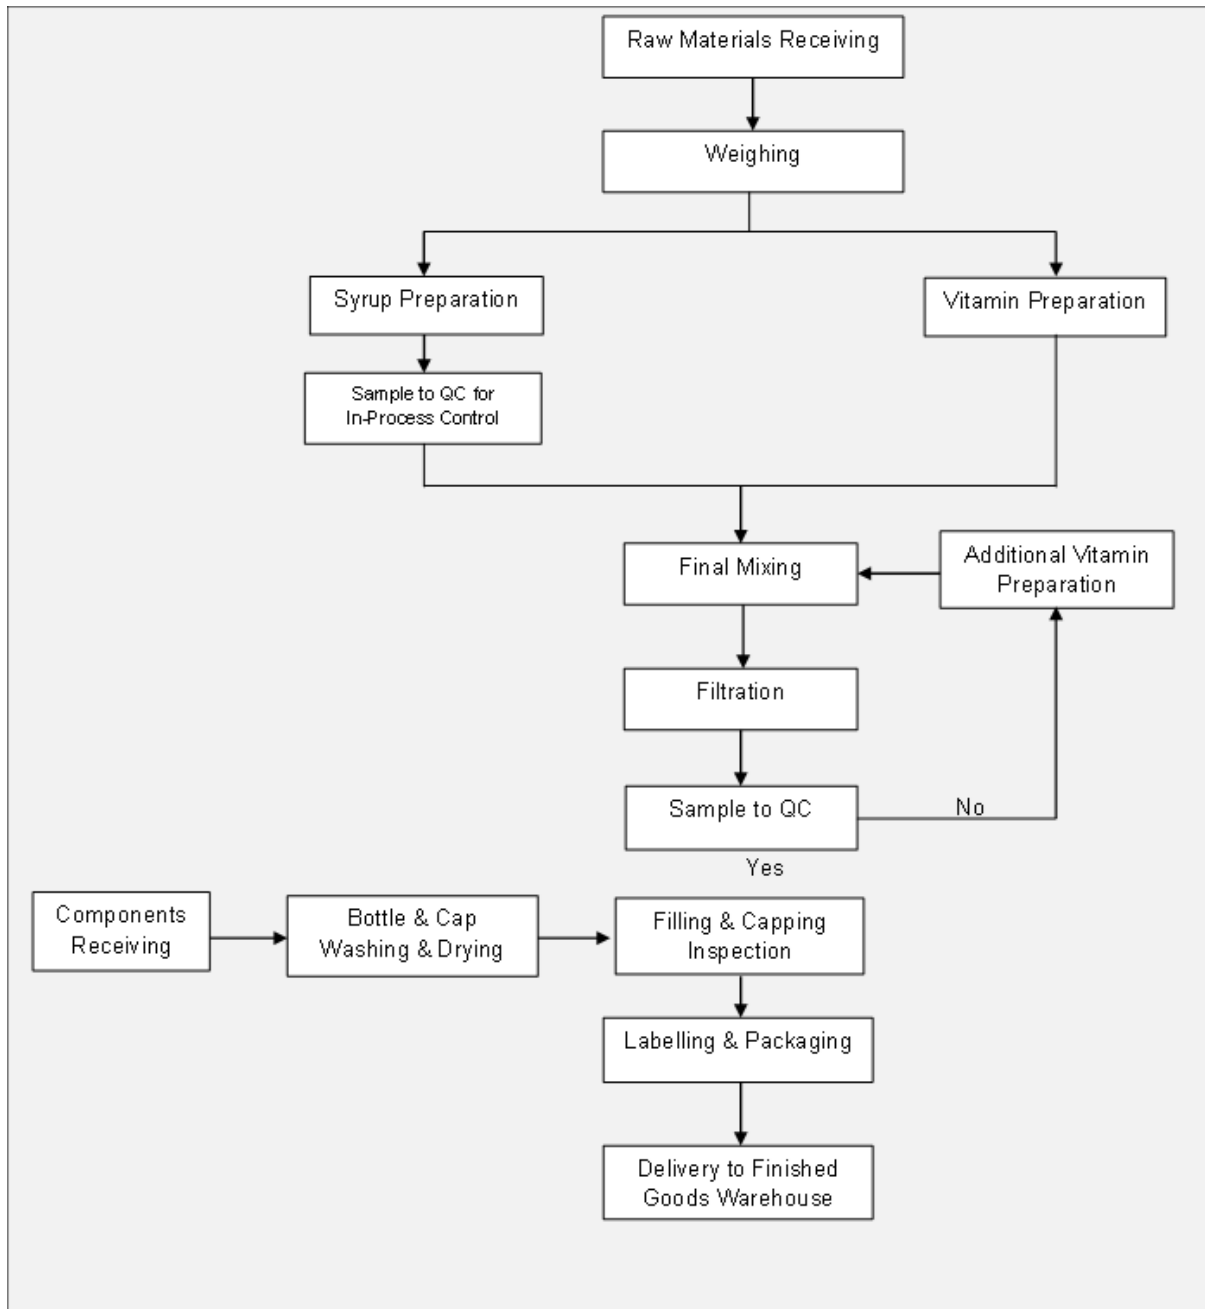 Raw Materials Receiving
Weighing
Syrup Preparation
Vitamin Preparation
Sample to QC for
In-Process Control
Final Mixing
Additional Vitamin
Preparation
Filtration
Sample to QC
No
Yes
Components
Receiving
Bottle & Cap
Washing & Drying
Filling & Capping
Inspection
Labelling & Packaging
Delivery to Finished
Goods Warehouse